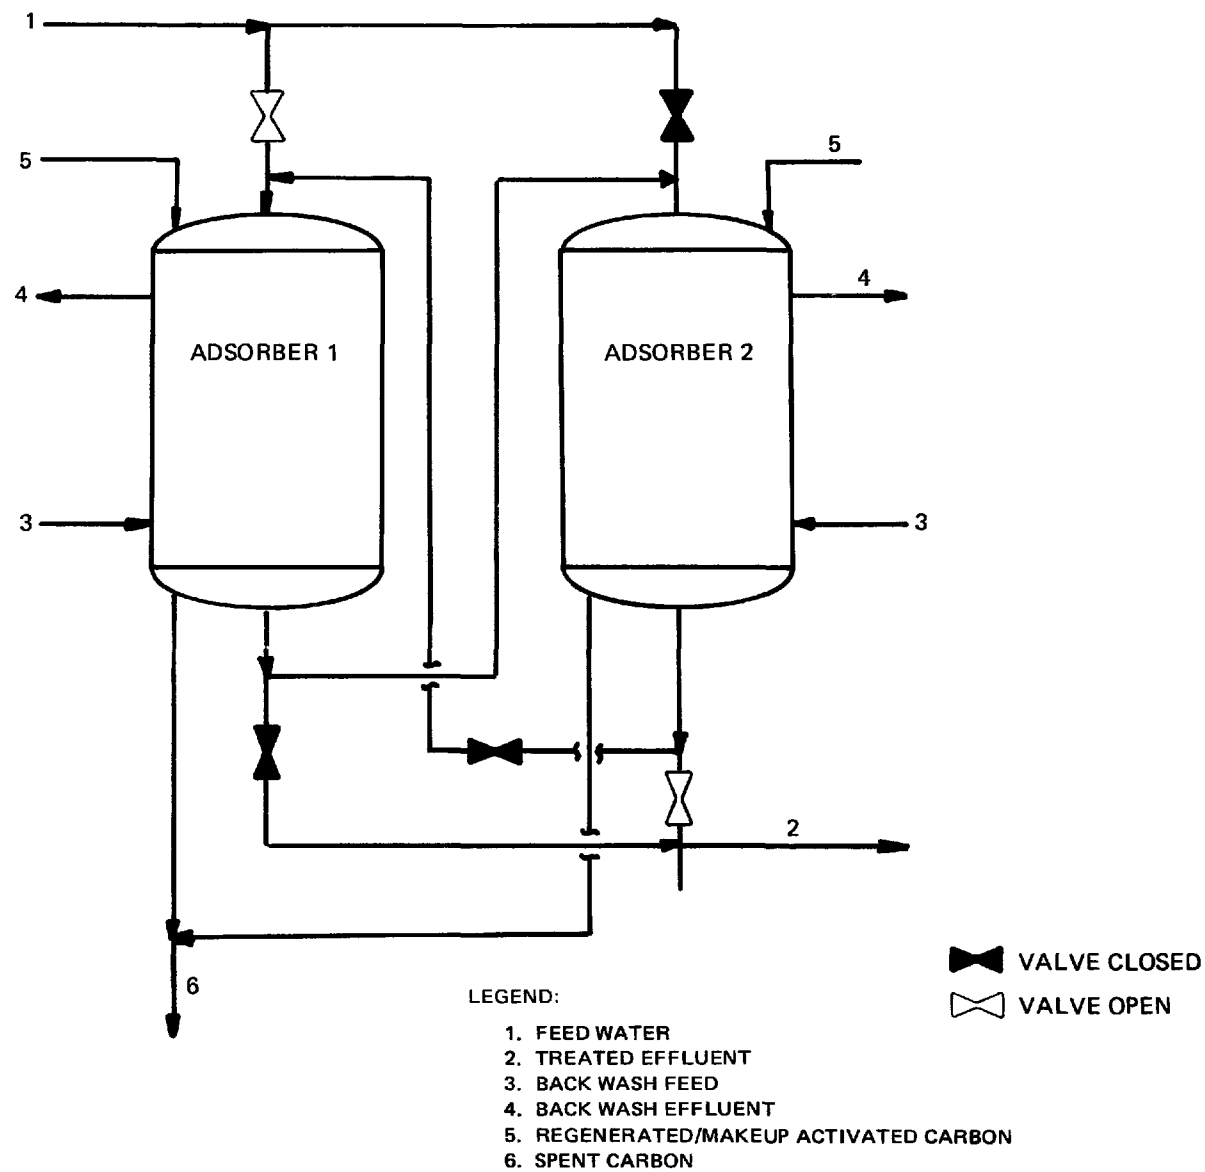 1
5
5
4
4
ADSORBER 1
ADSORBER 2
3
3
2
6
VALVE CLOSED
VALVE OPEN
LEGEND:
1. FEED WATER
2. TREATED EFFLUENT
3. BACK WASH FEED
4. BACK WASH EFFLUENT
5. REGENERATED/MAKEUP ACTIVATED CARBON
6. SPENT CARBON